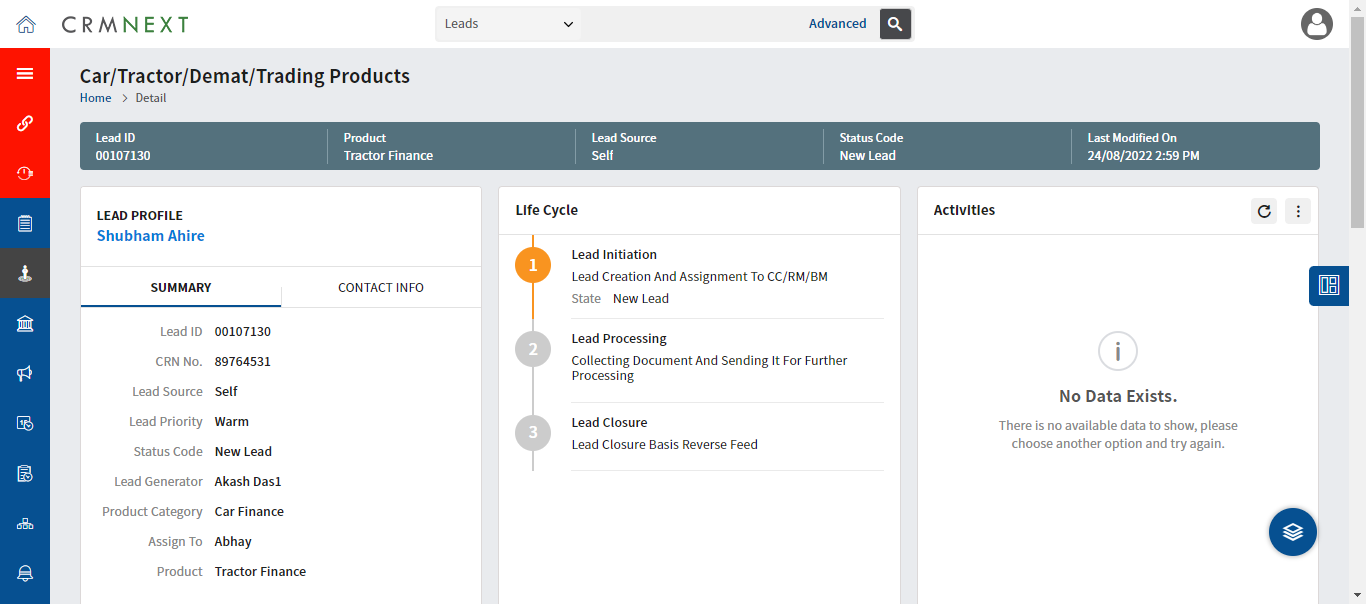 CRMNEXT
Leads
Advanced
Car/Tractor/Demat/Trading Products
Home > Detail
Lead ID
00107130
Product
Tractor Finance
Lead Source
Self
Status Code
New Lead
Last Modified On
24/08/2022 2:59 PM
LEAD PROFILE
Shubham Ahire
SUMMARY
CONTACT INFO
Lead ID 00107130
CRN No. 89764531
Lead Source Self
Lead Priority Warm
Status Code New Lead
Lead Generator Akash Das1
Product Category Car Finance
Assign To Abhay
Product Tractor Finance
Life Cycle
1
Lead Initiation
Lead Creation And Assignment To CC/RM/BM
State New Lead
2
Lead Processing
Collecting Document And Sending It For Further
Processing
3
Lead Closure
Lead Closure Basis Reverse Feed
Activities
No Data Exists.
There is no available data to show, please
choose another option and try again.